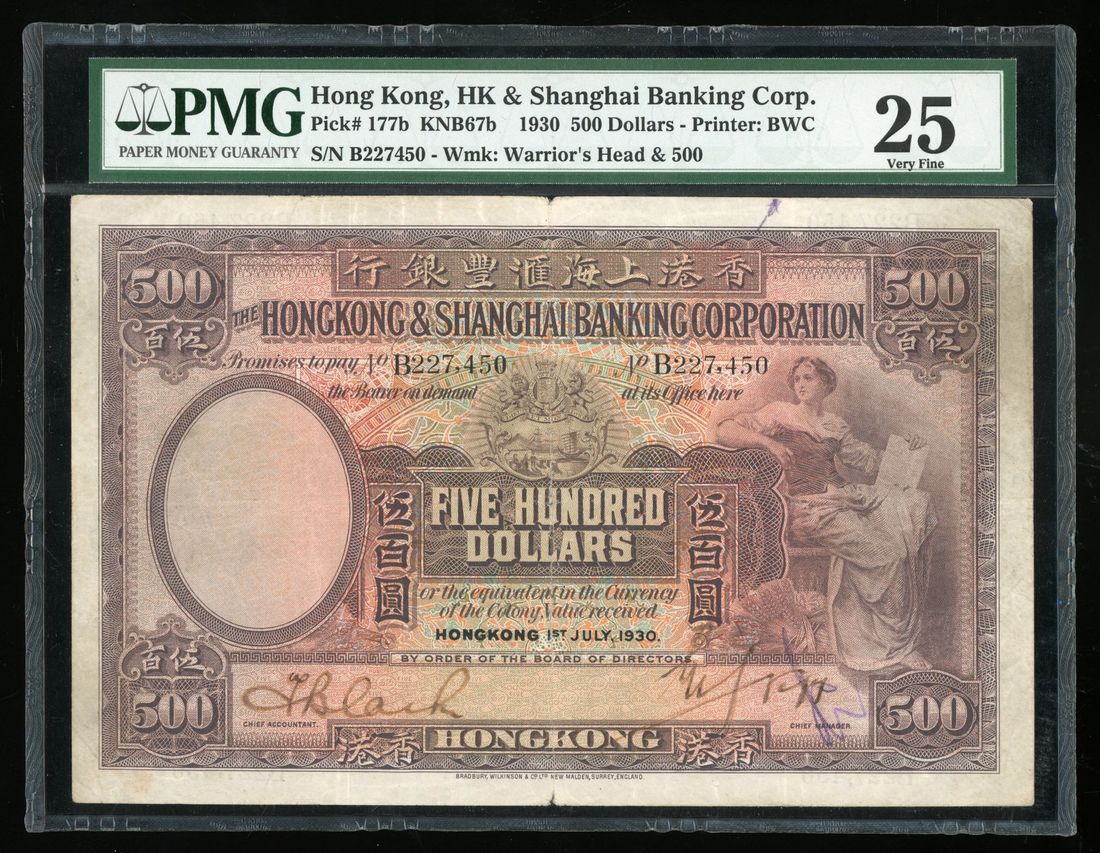 PMG
PAPER MONEY GUARANTY
Hong Kong, HK & Shanghai Banking Corp.
Pick# 177b KNB67b 1930 500 Dollars - Printer: BWC
S/N B227450 - Wmk: Warrior's Head & 500
25
Very Fine
500 行銀豐滙海上港香 500
THE HONGKONG & SHANGHAI BANKING CORPORATION
百伍 百伍
Promises to pay No B227,450 No B227,450
the Bearer on demand at its Office here
伍百圓 FIVE HUNDRED 伍百圓
DOLLARS
or the equivalent in the Currency
of the Colony, Value received.
HONGKONG 1ST JULY, 1930.
BY ORDER OF THE BOARD OF DIRECTORS
百伍
500 500
CHIEF ACCOUNTANT. CHIEF MANAGER.
港香 HONGKONG 港香
BRADBURY, WILKINSON & CO LTD NEW MALDEN, SURREY, ENGLAND.